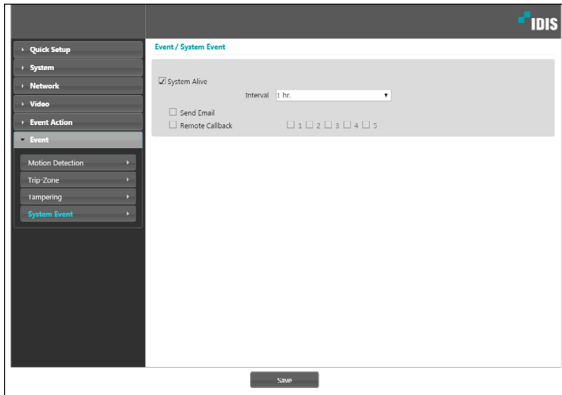 IDIS
Quick Setup
System
Network
Video
Event Action
Event
Motion Detection
Trip-Zone
Tampering
System Event
Event / System Event
System Alive
Interval 1 hr.
Send Email
Remote Callback 1 2 3 4 5
Save